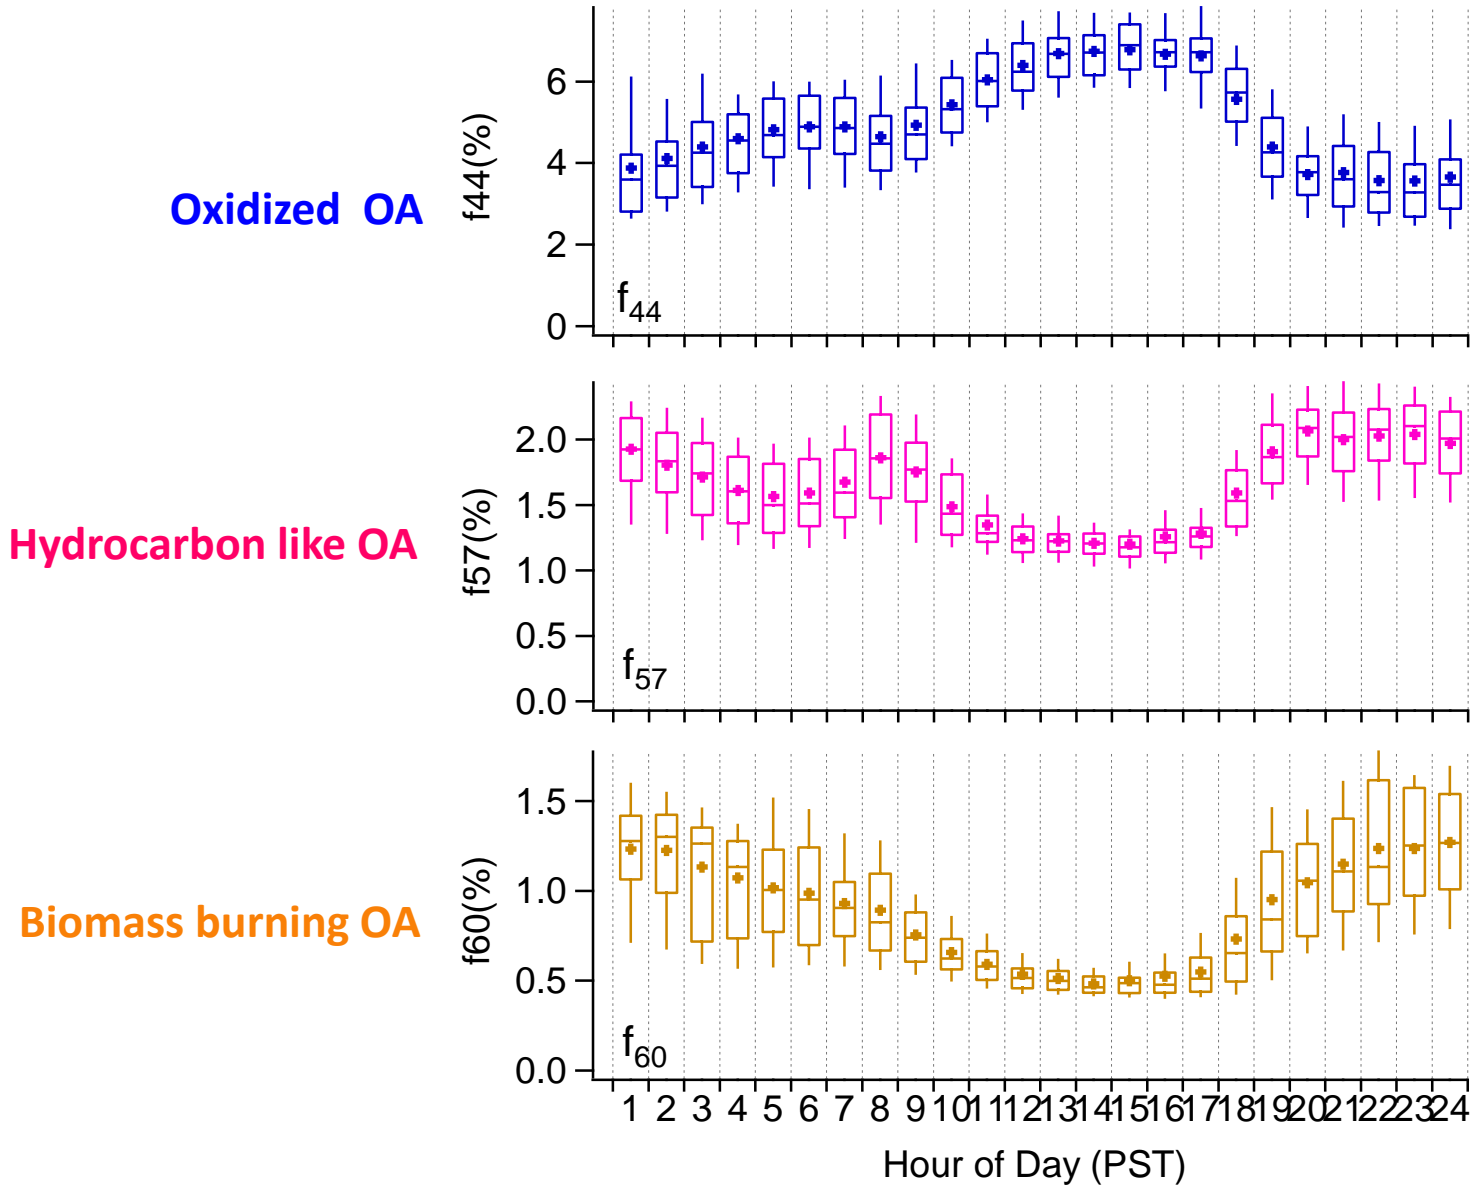 6
4
2
0
f44(%)
Oxidized OA
f44
2.0
1.5
1.0
0.5
0.0
f57(%)
Hydrocarbon like OA
f57
1.5
1.0
0.5
0.0
f60(%)
Biomass burning OA
f60
1 2 3 4 5 6 7 8 9 10 11 12 13 14 15 16 17 18 19 20 21 22 23 24
Hour of Day (PST)